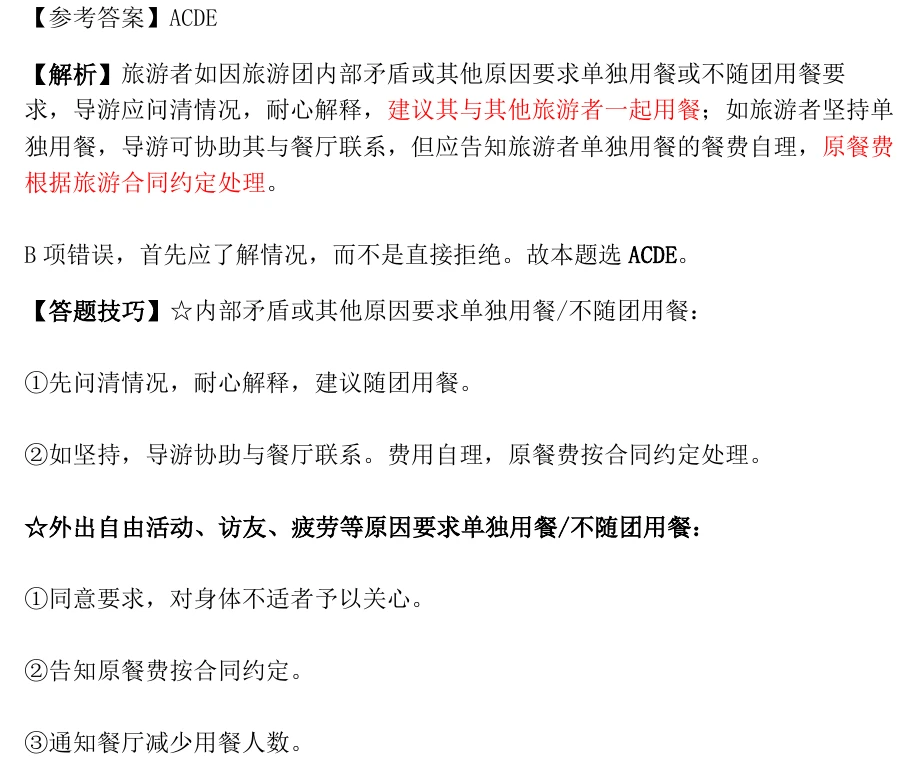 【参考答案】ACDE
【解析】旅游者如因旅游团内部矛盾或其他原因要求单独用餐或不随团用餐要
求，导游应问清情况，耐心解释，建议其与其他旅游者一起用餐；如旅游者坚持单
独用餐，导游可协助其与餐厅联系，但应告知旅游者单独用餐的餐费自理，原餐费
根据旅游合同约定处理。
B 项错误，首先应了解情况，而不是直接拒绝。故本题选 ACDE。
【答题技巧】☆内部矛盾或其他原因要求单独用餐/不随团用餐：
①先问清情况，耐心解释，建议随团用餐。
②如坚持，导游协助与餐厅联系。费用自理，原餐费按合同约定处理。
☆外出自由活动、访友、疲劳等原因要求单独用餐/不随团用餐：
①同意要求，对身体不适者予以关心。
②告知原餐费按合同约定。
③通知餐厅减少用餐人数。